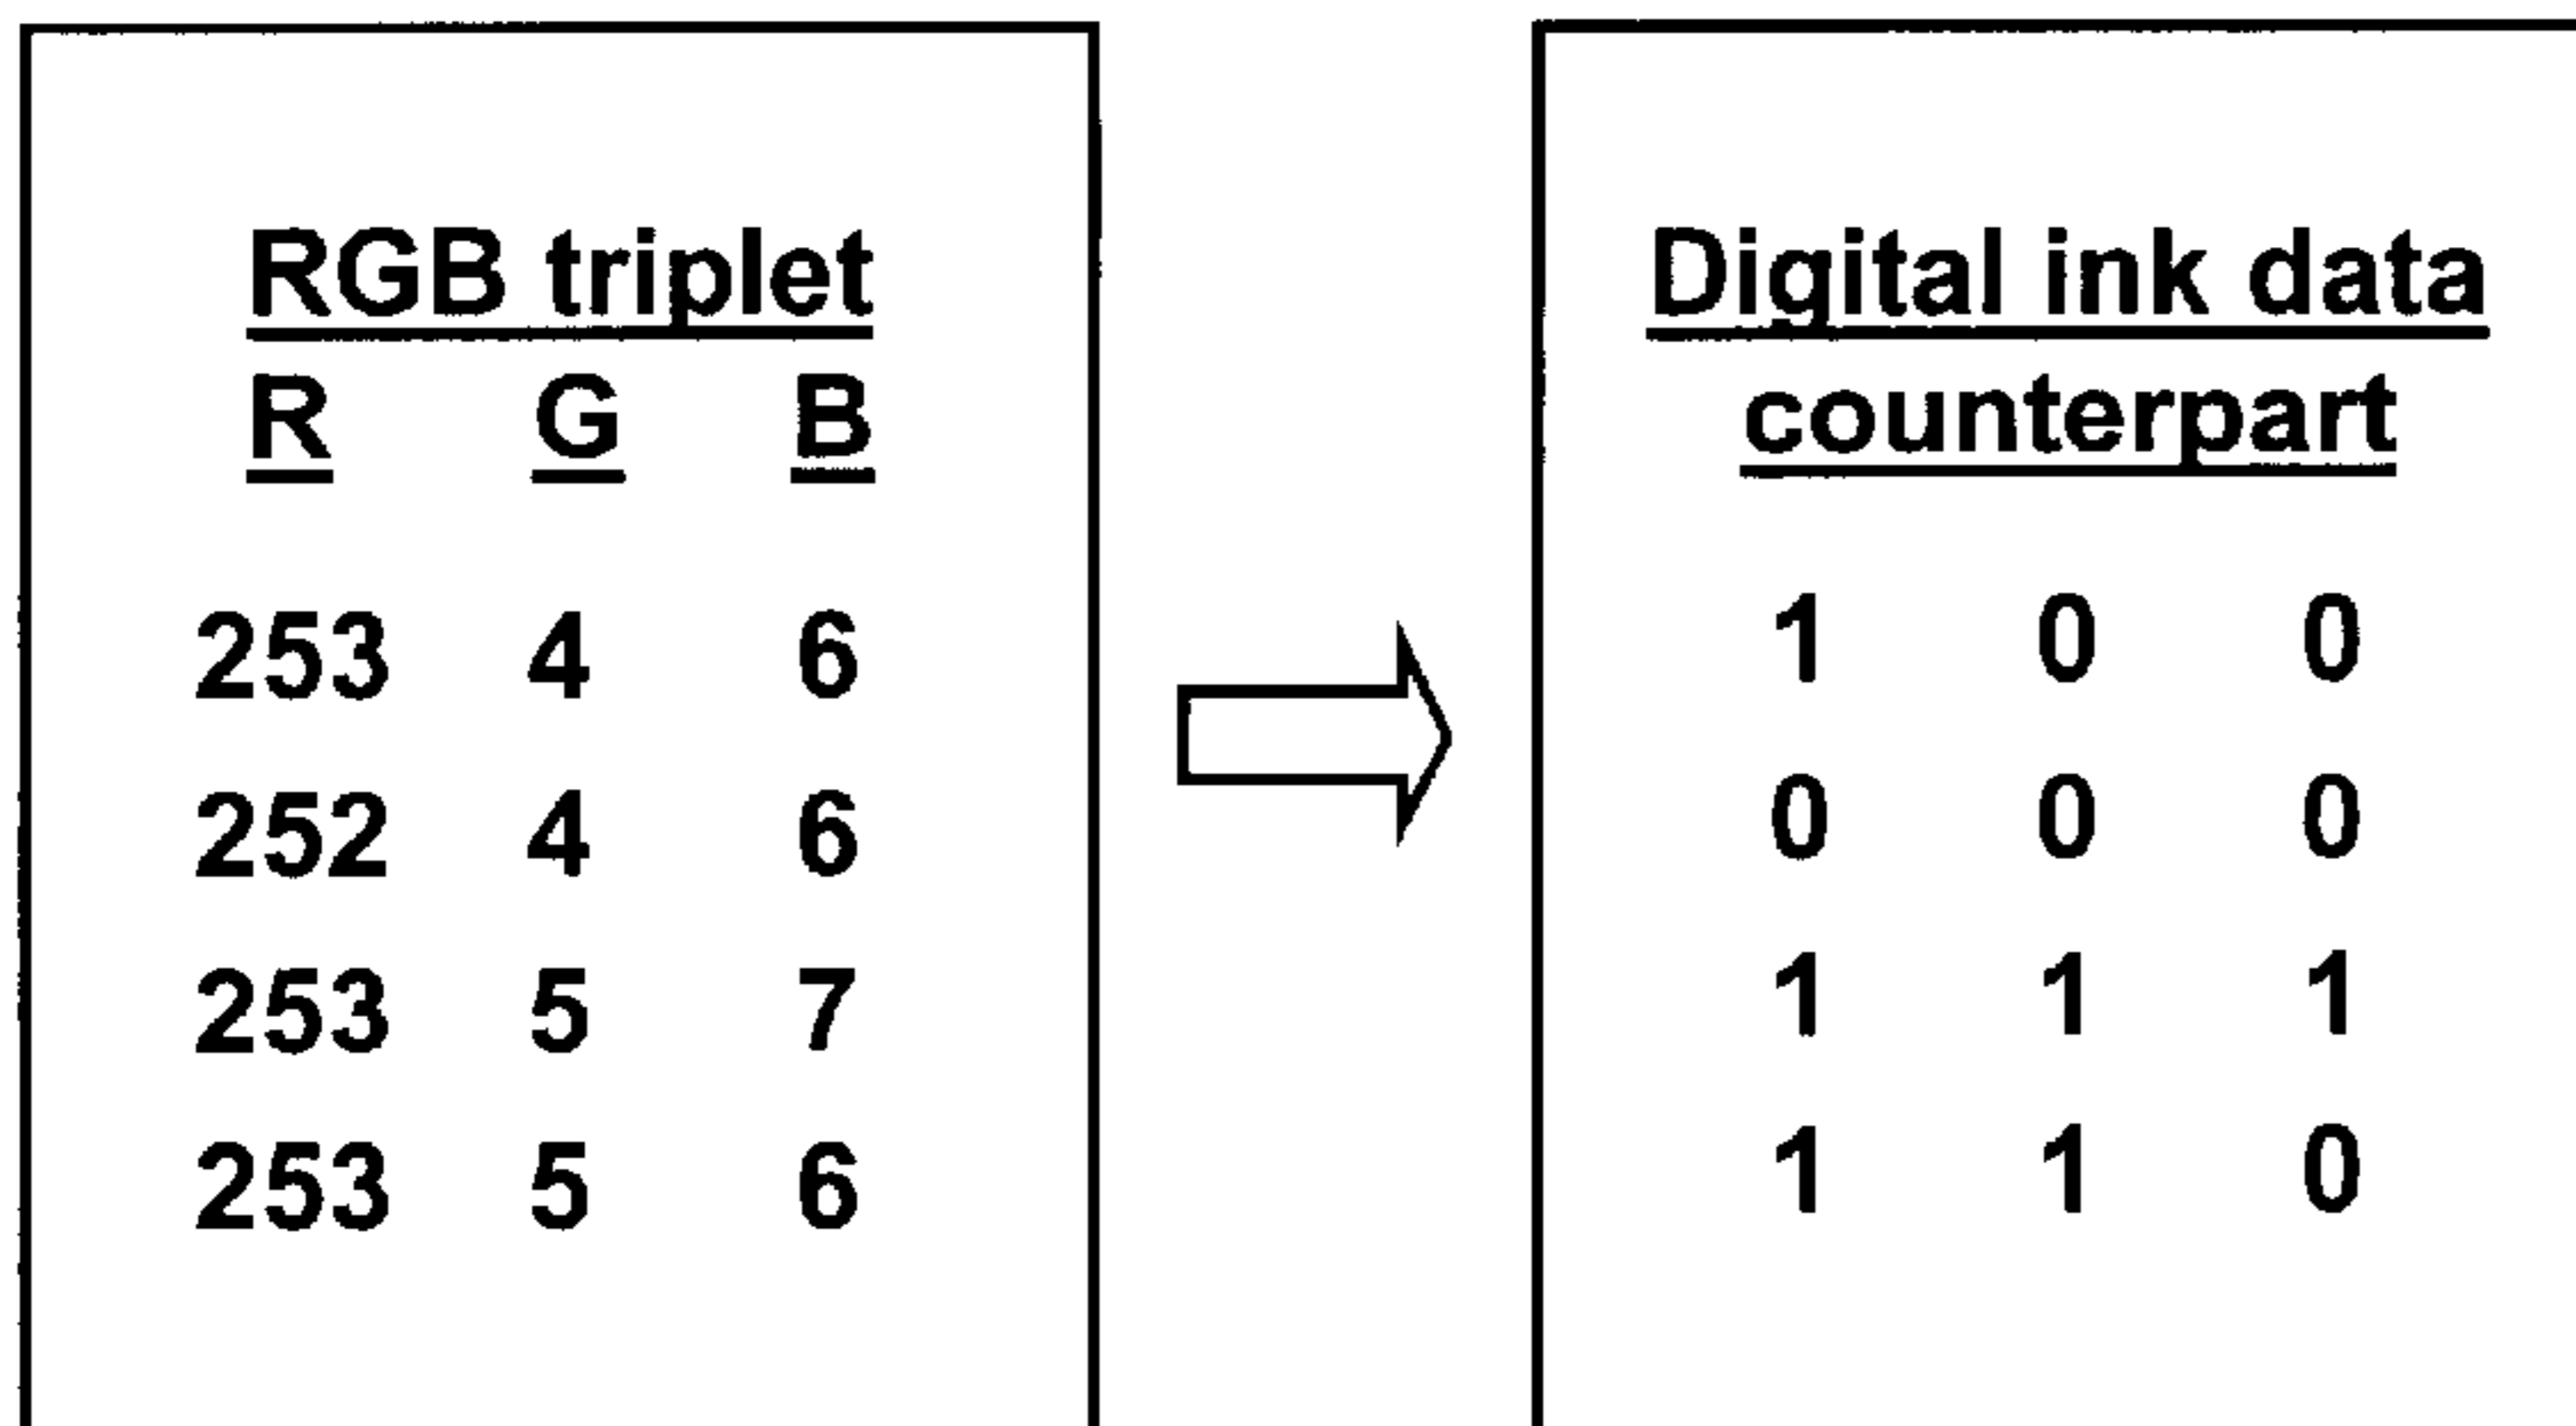 RGB triplet
R G B
253 4 6
252 4 6
253 5 7
253 5 6
Digital ink data
counterpart
1 0 0
0 0 0
1 1 1
1 1 0